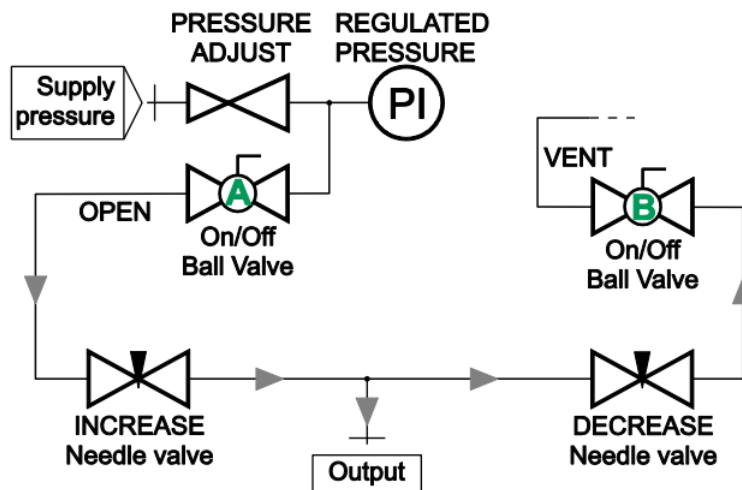 PRESSURE
ADJUST
REGULATED
PRESSURE
Supply
pressure
PI
VENT
A
OPEN
On/Off
Ball Valve
B
On/Off
Ball Valve
INCREASE
Needle valve
DECREASE
Needle valve
Output